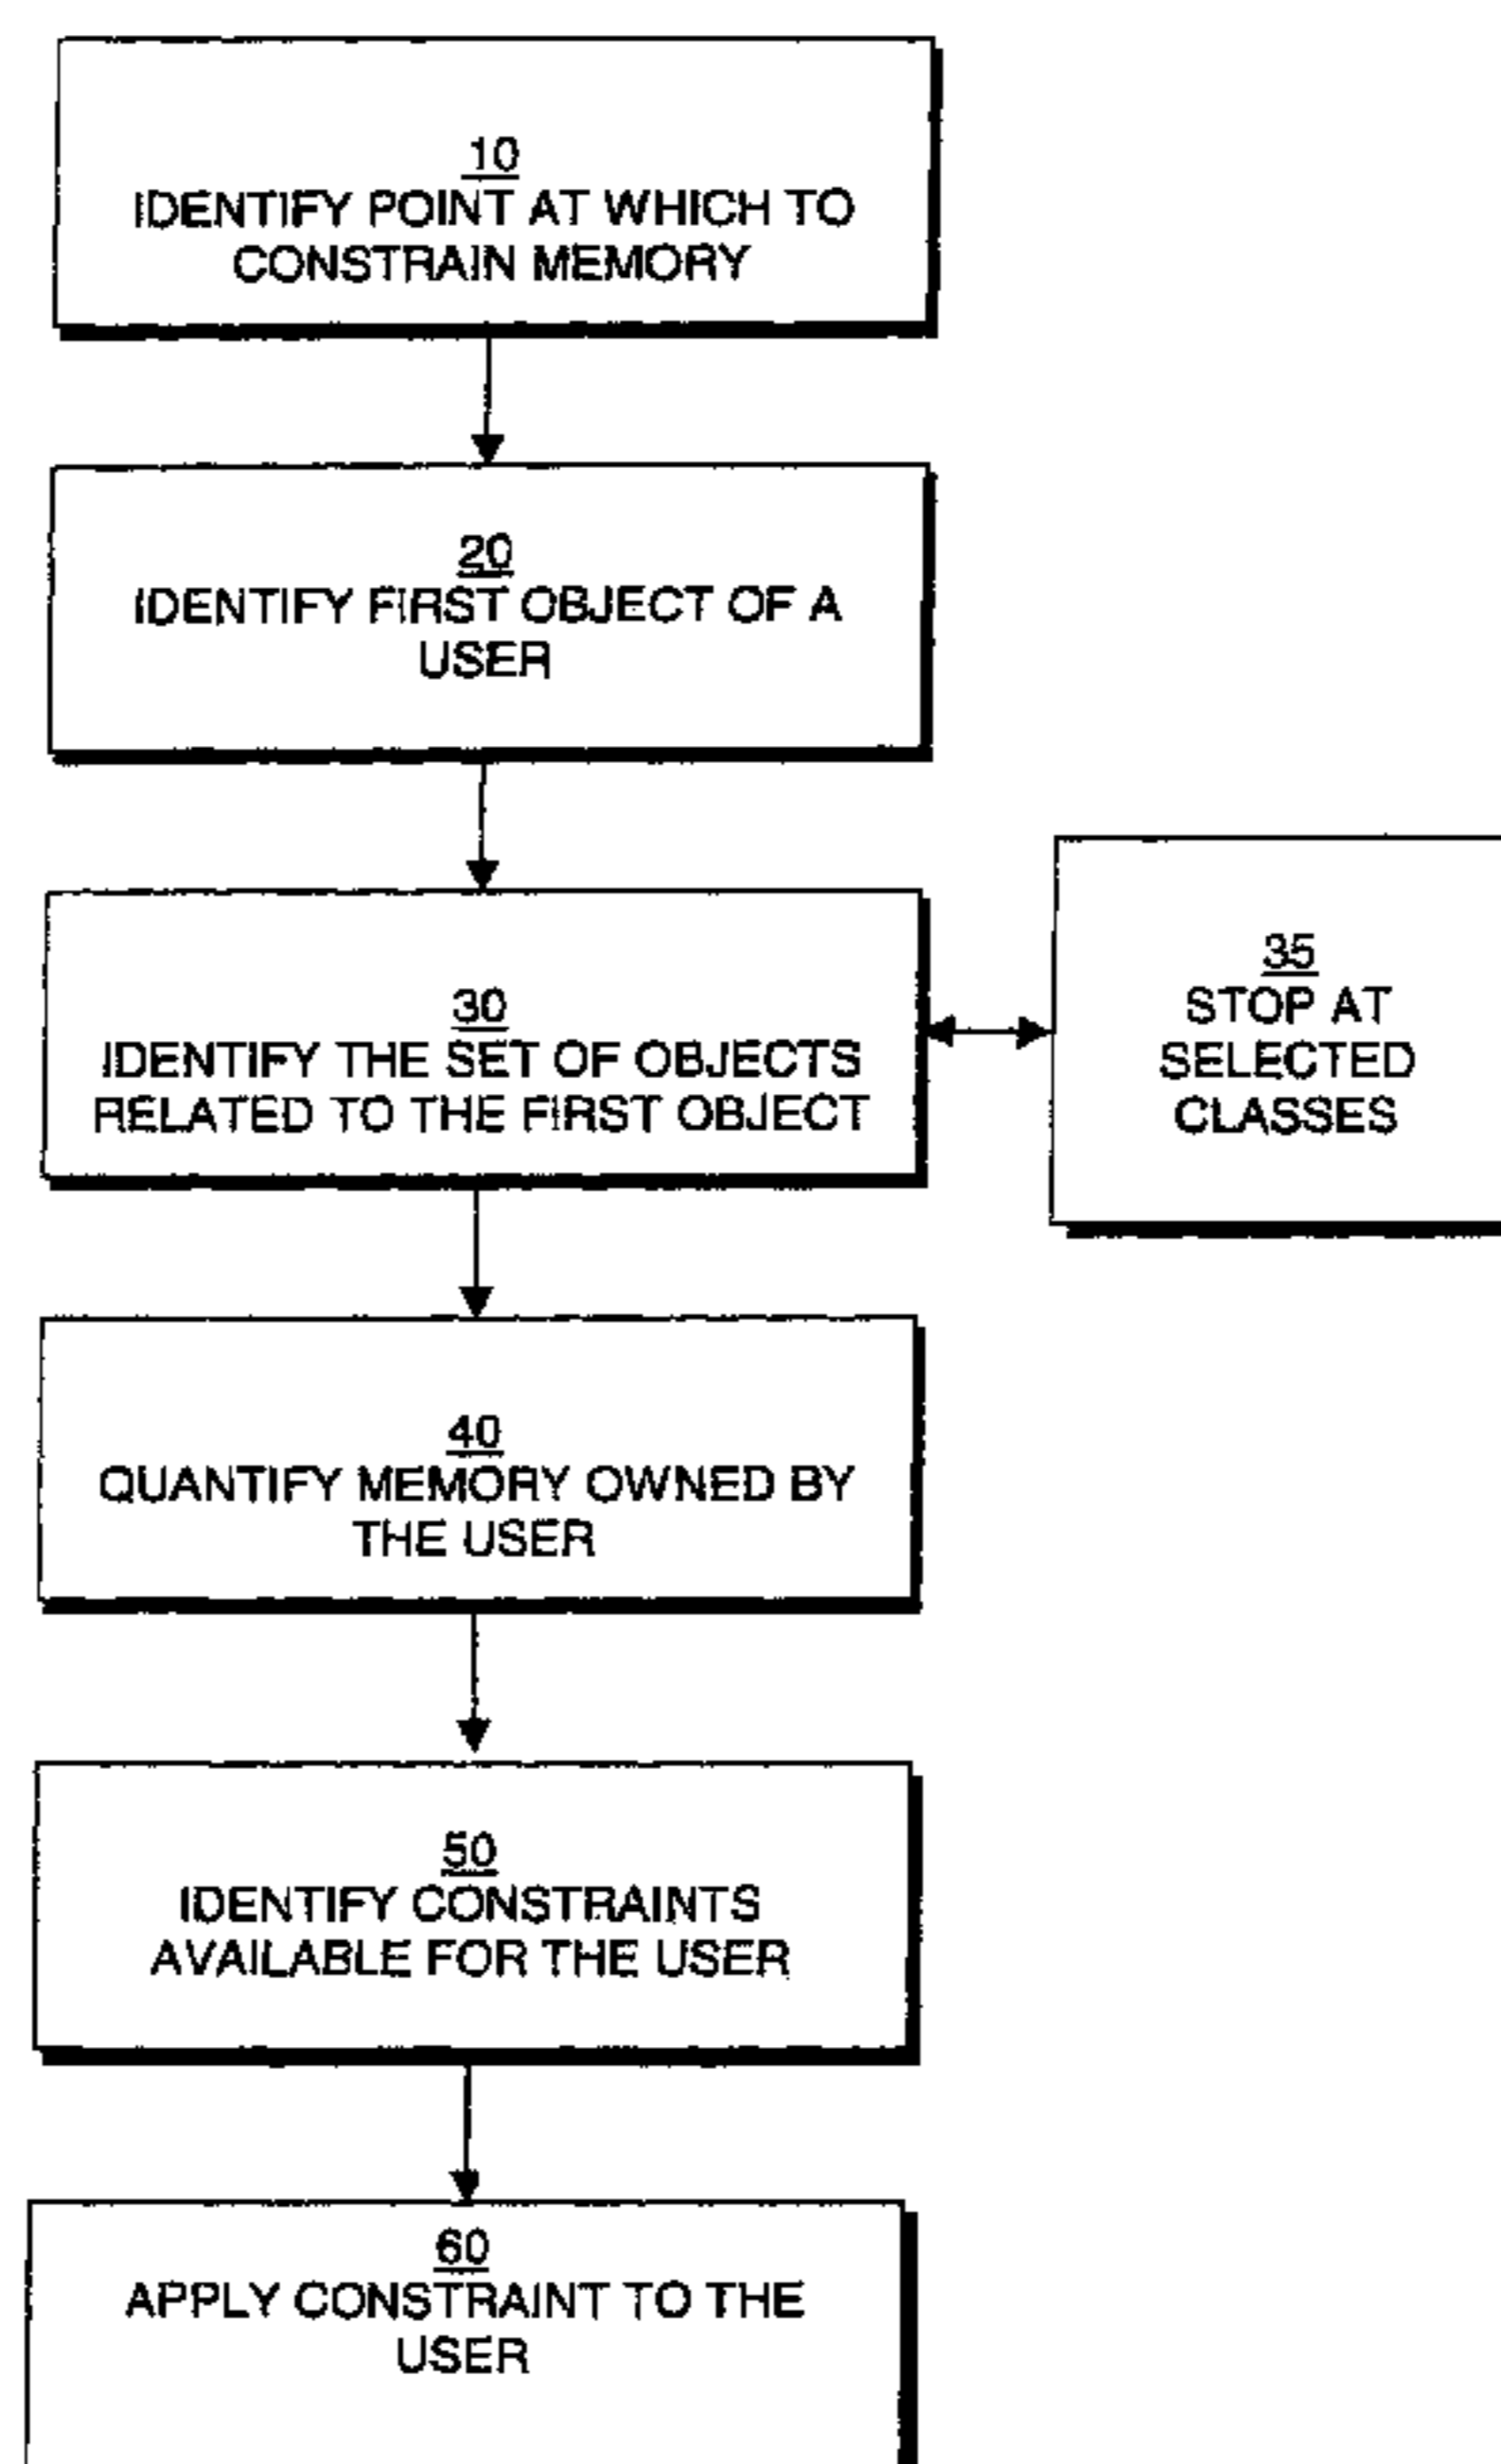 10
IDENTIFY POINT AT WHICH TO
CONSTRAIN MEMORY
20
IDENTIFY FIRST OBJECT OF A
USER
30
IDENTIFY THE SET OF OBJECTS
RELATED TO THE FIRST OBJECT
35
STOP AT
SELECTED
CLASSES
40
QUANTIFY MEMORY OWNED BY
THE USER
50
IDENTIFY CONSTRAINTS
AVAILABLE FOR THE USER
60
APPLY CONSTRAINT TO THE
USER